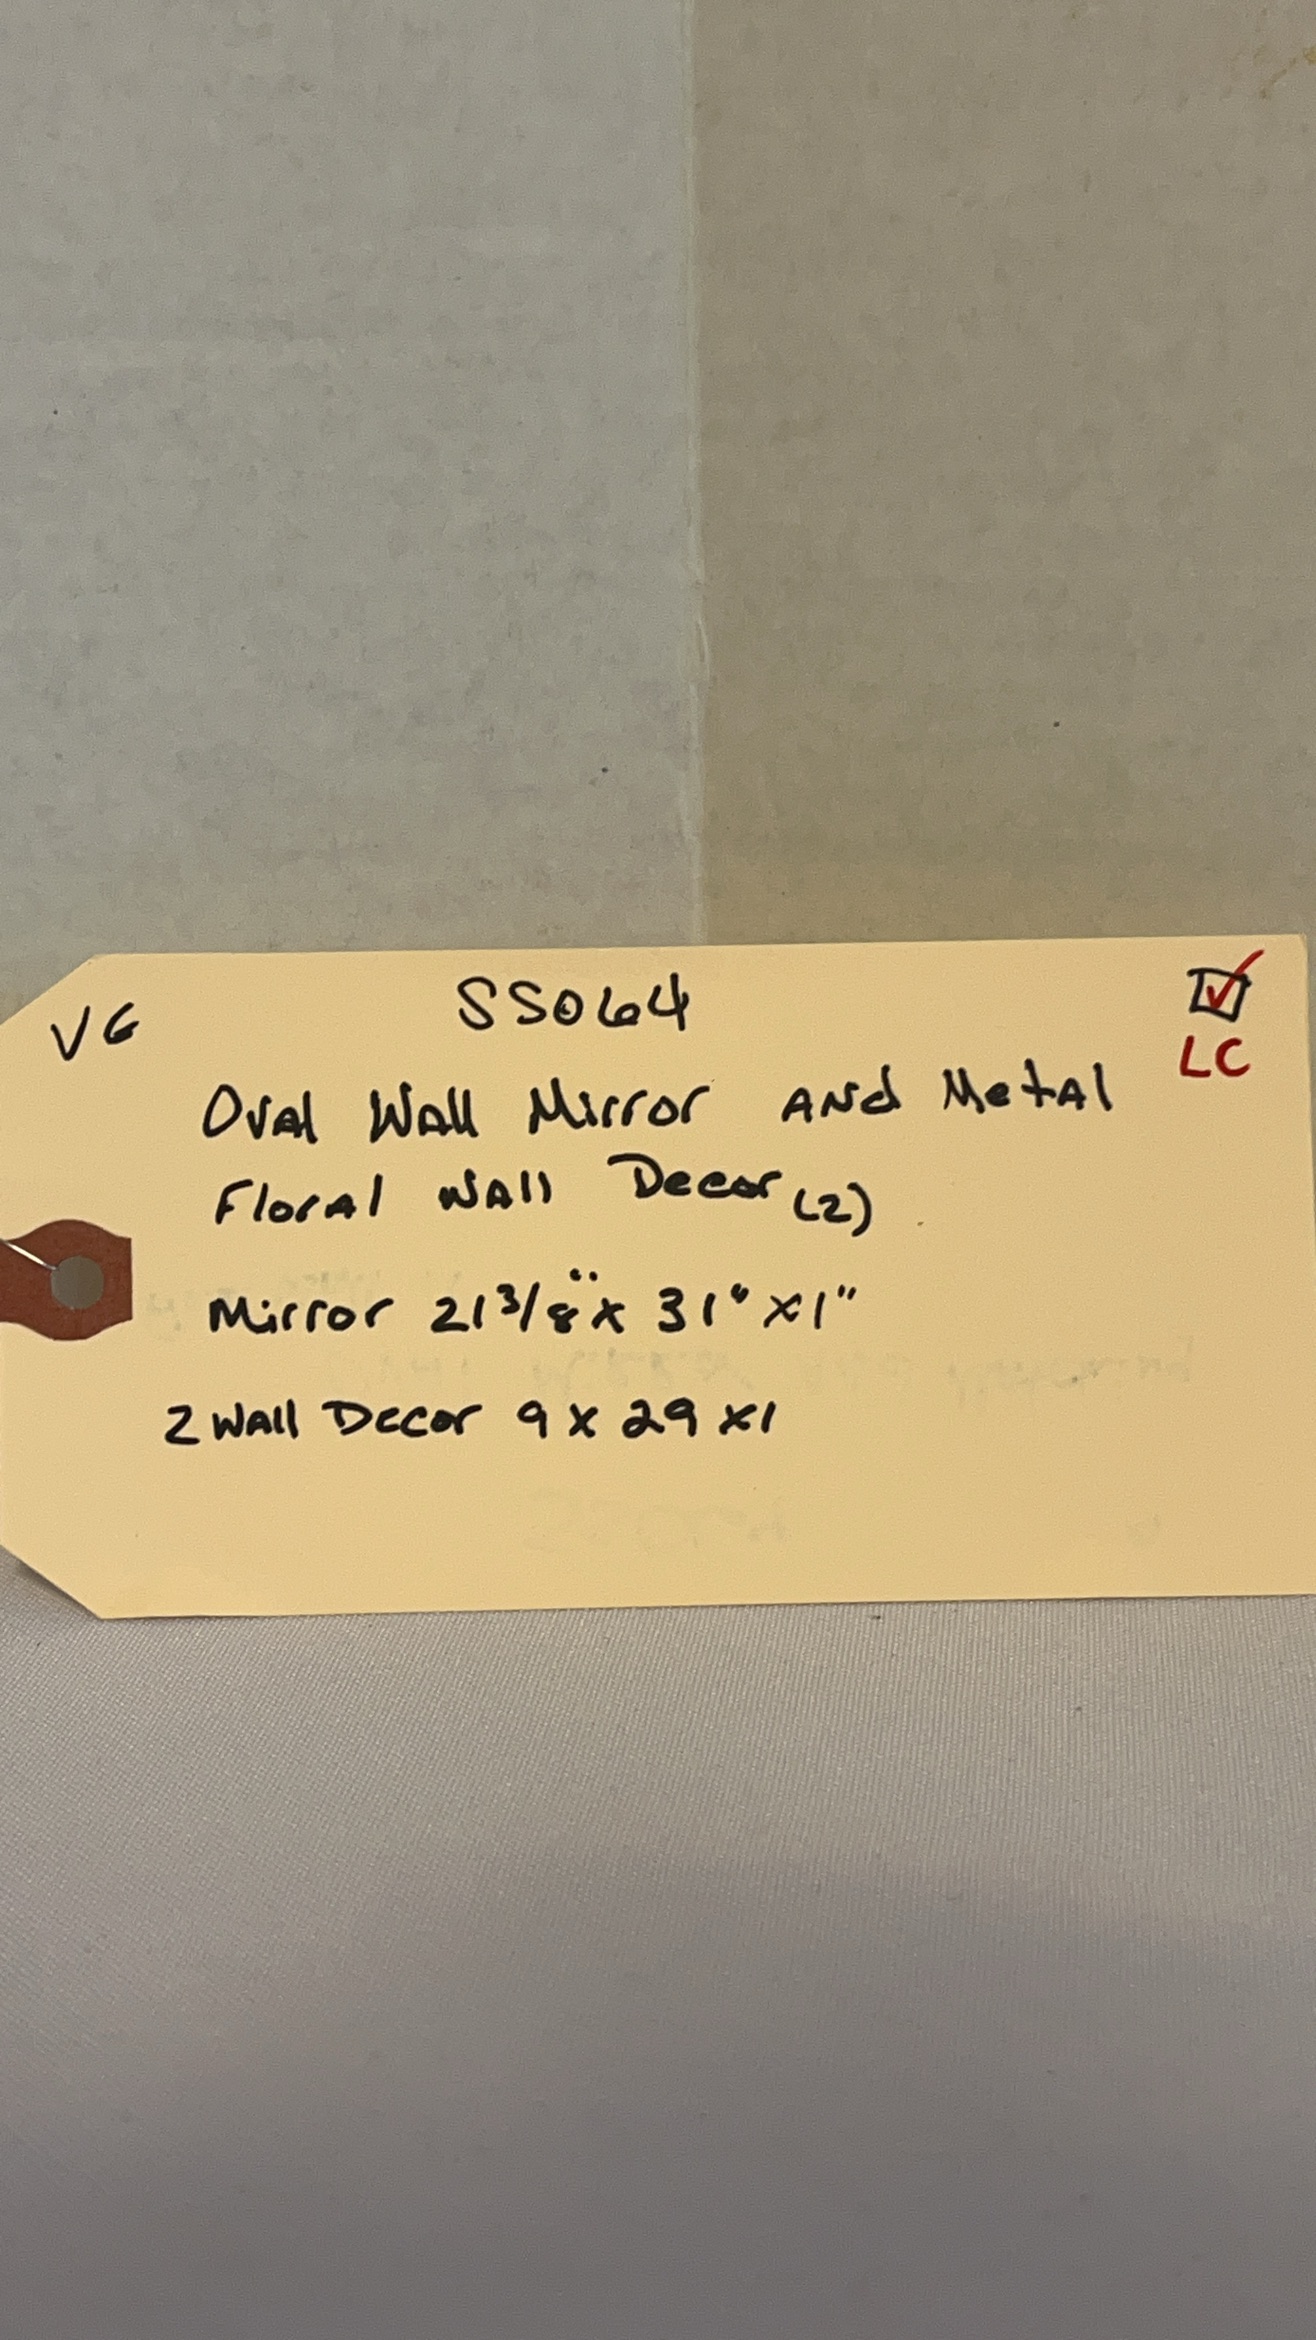 VG SS064 ☑
LC
Oval Wall Mirror And Metal
Floral Wall Decor (2)
Mirror 21 3/8" x 31" x 1"
2 Wall Decor 9 x 29 x 1